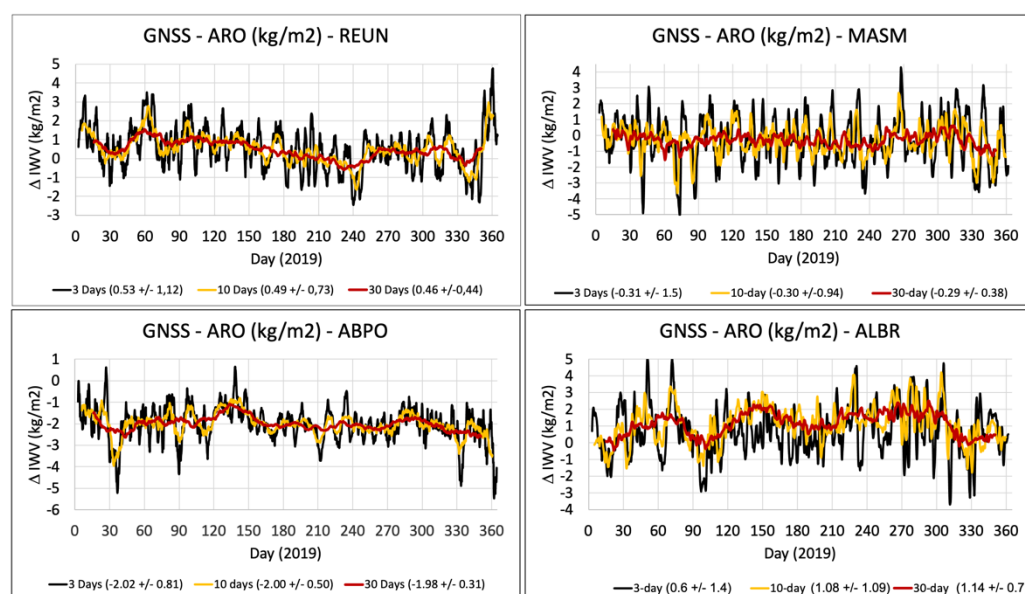 GNSS - ARO (kg/m2) - REUN
Δ IWV (kg/m2)
5
4
3
2
1
0
-1
-2
-3
0 30 60 90 120 150 180 210 240 270 300 330 360
Day (2019)
3 Days (0.53 +/- 1,12) 10 Days (0.49 +/- 0,73) 30 Days (0.46 +/-0,44)
GNSS - ARO (kg/m2) - MASM
Δ IWV (kg/m2)
4
3
2
1
0
-1
-2
-3
-4
-5
0 30 60 90 120 150 180 210 240 270 300 330 360
Day (2019)
3 Days (-0.31 +/- 1.5) 10-day (-0.30 +/-0.94) 30-day (-0.29 +/- 0.38)
GNSS - ARO (kg/m2) - ABPO
Δ IWV (kg/m2)
1
0
-1
-2
-3
-4
-5
-6
0 30 60 90 120 150 180 210 240 270 300 330 360
Day (2019)
3 Days (-2.02 +/- 0.81) 10 days (-2.00 +/- 0.50) 30 Days (-1.98 +/- 0.31)
GNSS - ARO (kg/m2) - ALBR
Δ IWV (kg/m2)
5
4
3
2
1
0
-1
-2
-3
-4
0 30 60 90 120 150 180 210 240 270 300 330 360
Day (2019)
3-day (0.6 +/- 1.4) 10-day (1.08 +/- 1.09) 30-day (1.14 +/- 0.7